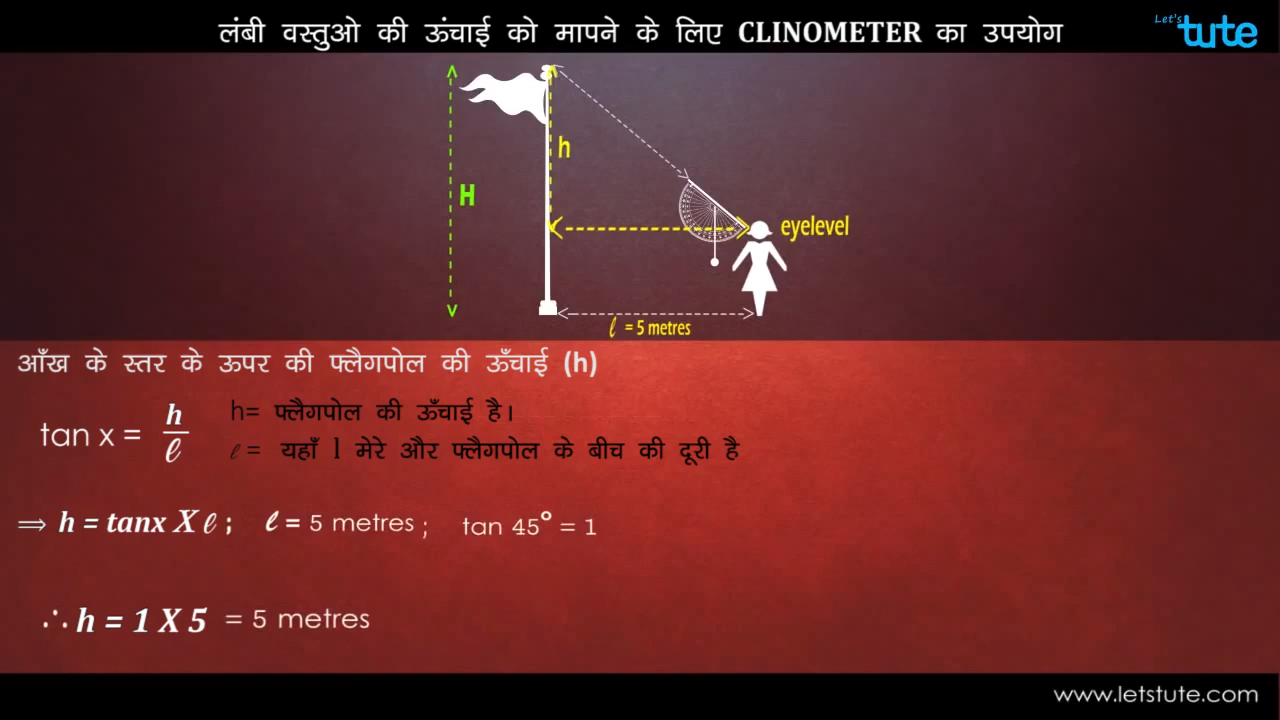 लंबी वस्तुओ की ऊंचाई को मापने के लिए CLINOMETER का उपयोग
Let's tute
h
H
eyelevel
ℓ = 5 metres
आँख के स्तर के ऊपर की फ्लैगपोल की ऊँचाई (h)
tan x = h/ℓ
h= फ्लैगपोल की ऊँचाई है।
ℓ = यहाँ l मेरे और फ्लैगपोल के बीच की दूरी है
⟹ h = tanx X ℓ ; ℓ = 5 metres ; tan 45° = 1
∴ h = 1 X 5 = 5 metres
www.letstute.com